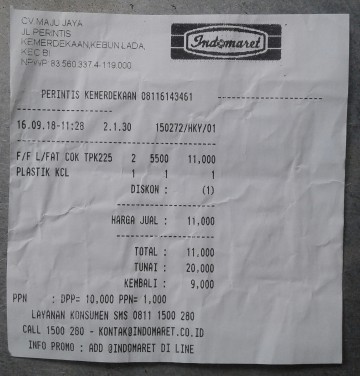 CV.MAJU JAYA
JL PERINTIS
KEMERDEKAAN,KEBUN LADA,
KEC BI
NPWP: 83.560.337.4-119.000
Indomaret
PERINTIS KEMERDEKAAN 08116143461
16.09.18-11:28 2.1.30 150272/HKY/01
F/F L/FAT COK TPK225 2 5500 11,000
PLASTIK KCL 1 1 1
DISKON : (1)
HARGA JUAL : 11,000
TOTAL : 11,000
TUNAI : 20,000
KEMBALI : 9,000
PPN : DPP= 10,000 PPN= 1,000
LAYANAN KONSUMEN SMS 0811 1500 280
CALL 1500 280 - KONTAK@INDOMARET.CO.ID
INFO PROMO : ADD @INDOMARET DI LINE